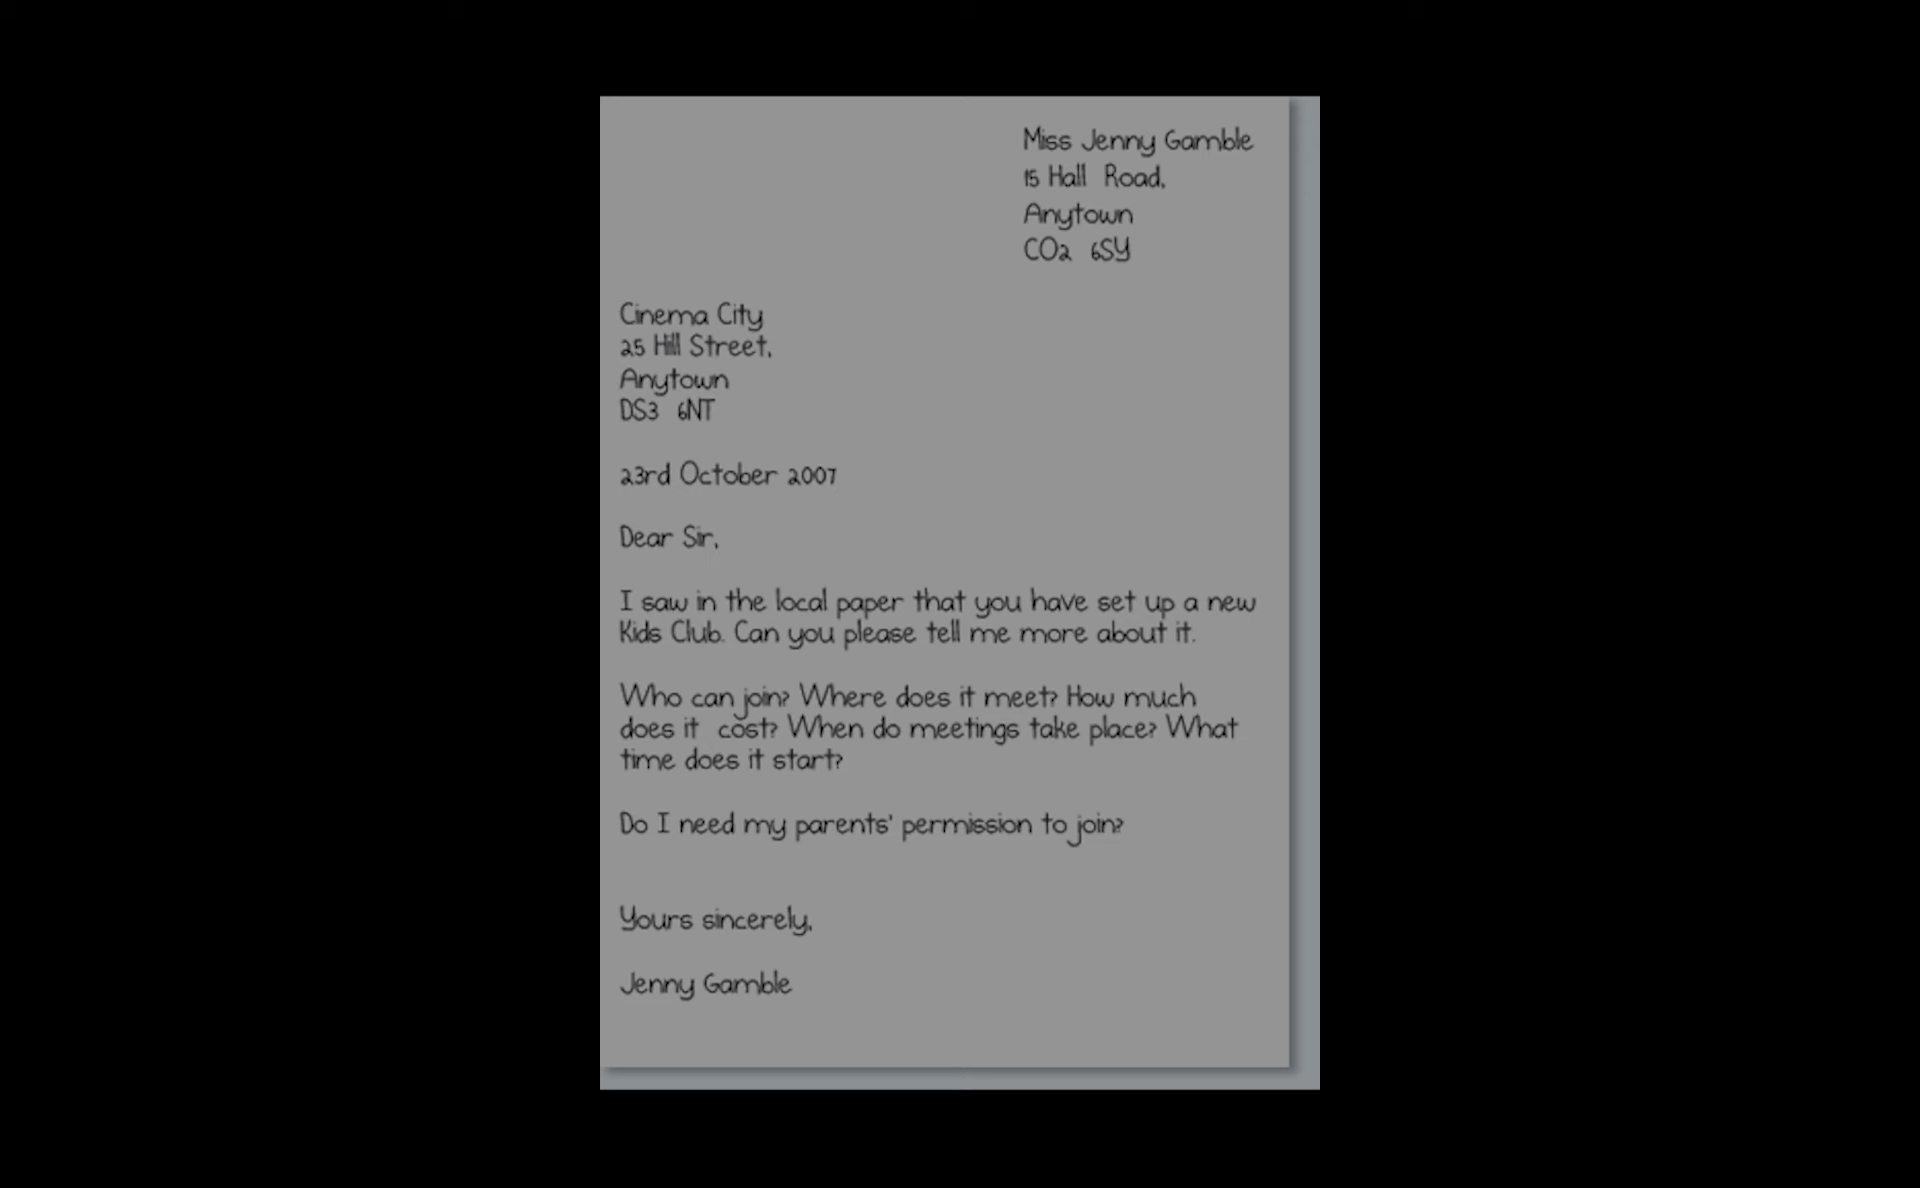 Miss Jenny Gamble
15 Hall Road,
Anytown
CO2 6SY
Cinema City
25 Hill Street,
Anytown
DS3 6NT
23rd October 2007
Dear Sir,
I saw in the local paper that you have set up a new
Kids Club. Can you please tell me more about it.
Who can join? Where does it meet? How much
does it cost? When do meetings take place? What
time does it start?
Do I need my parents' permission to join?
Yours sincerely,
Jenny Gamble